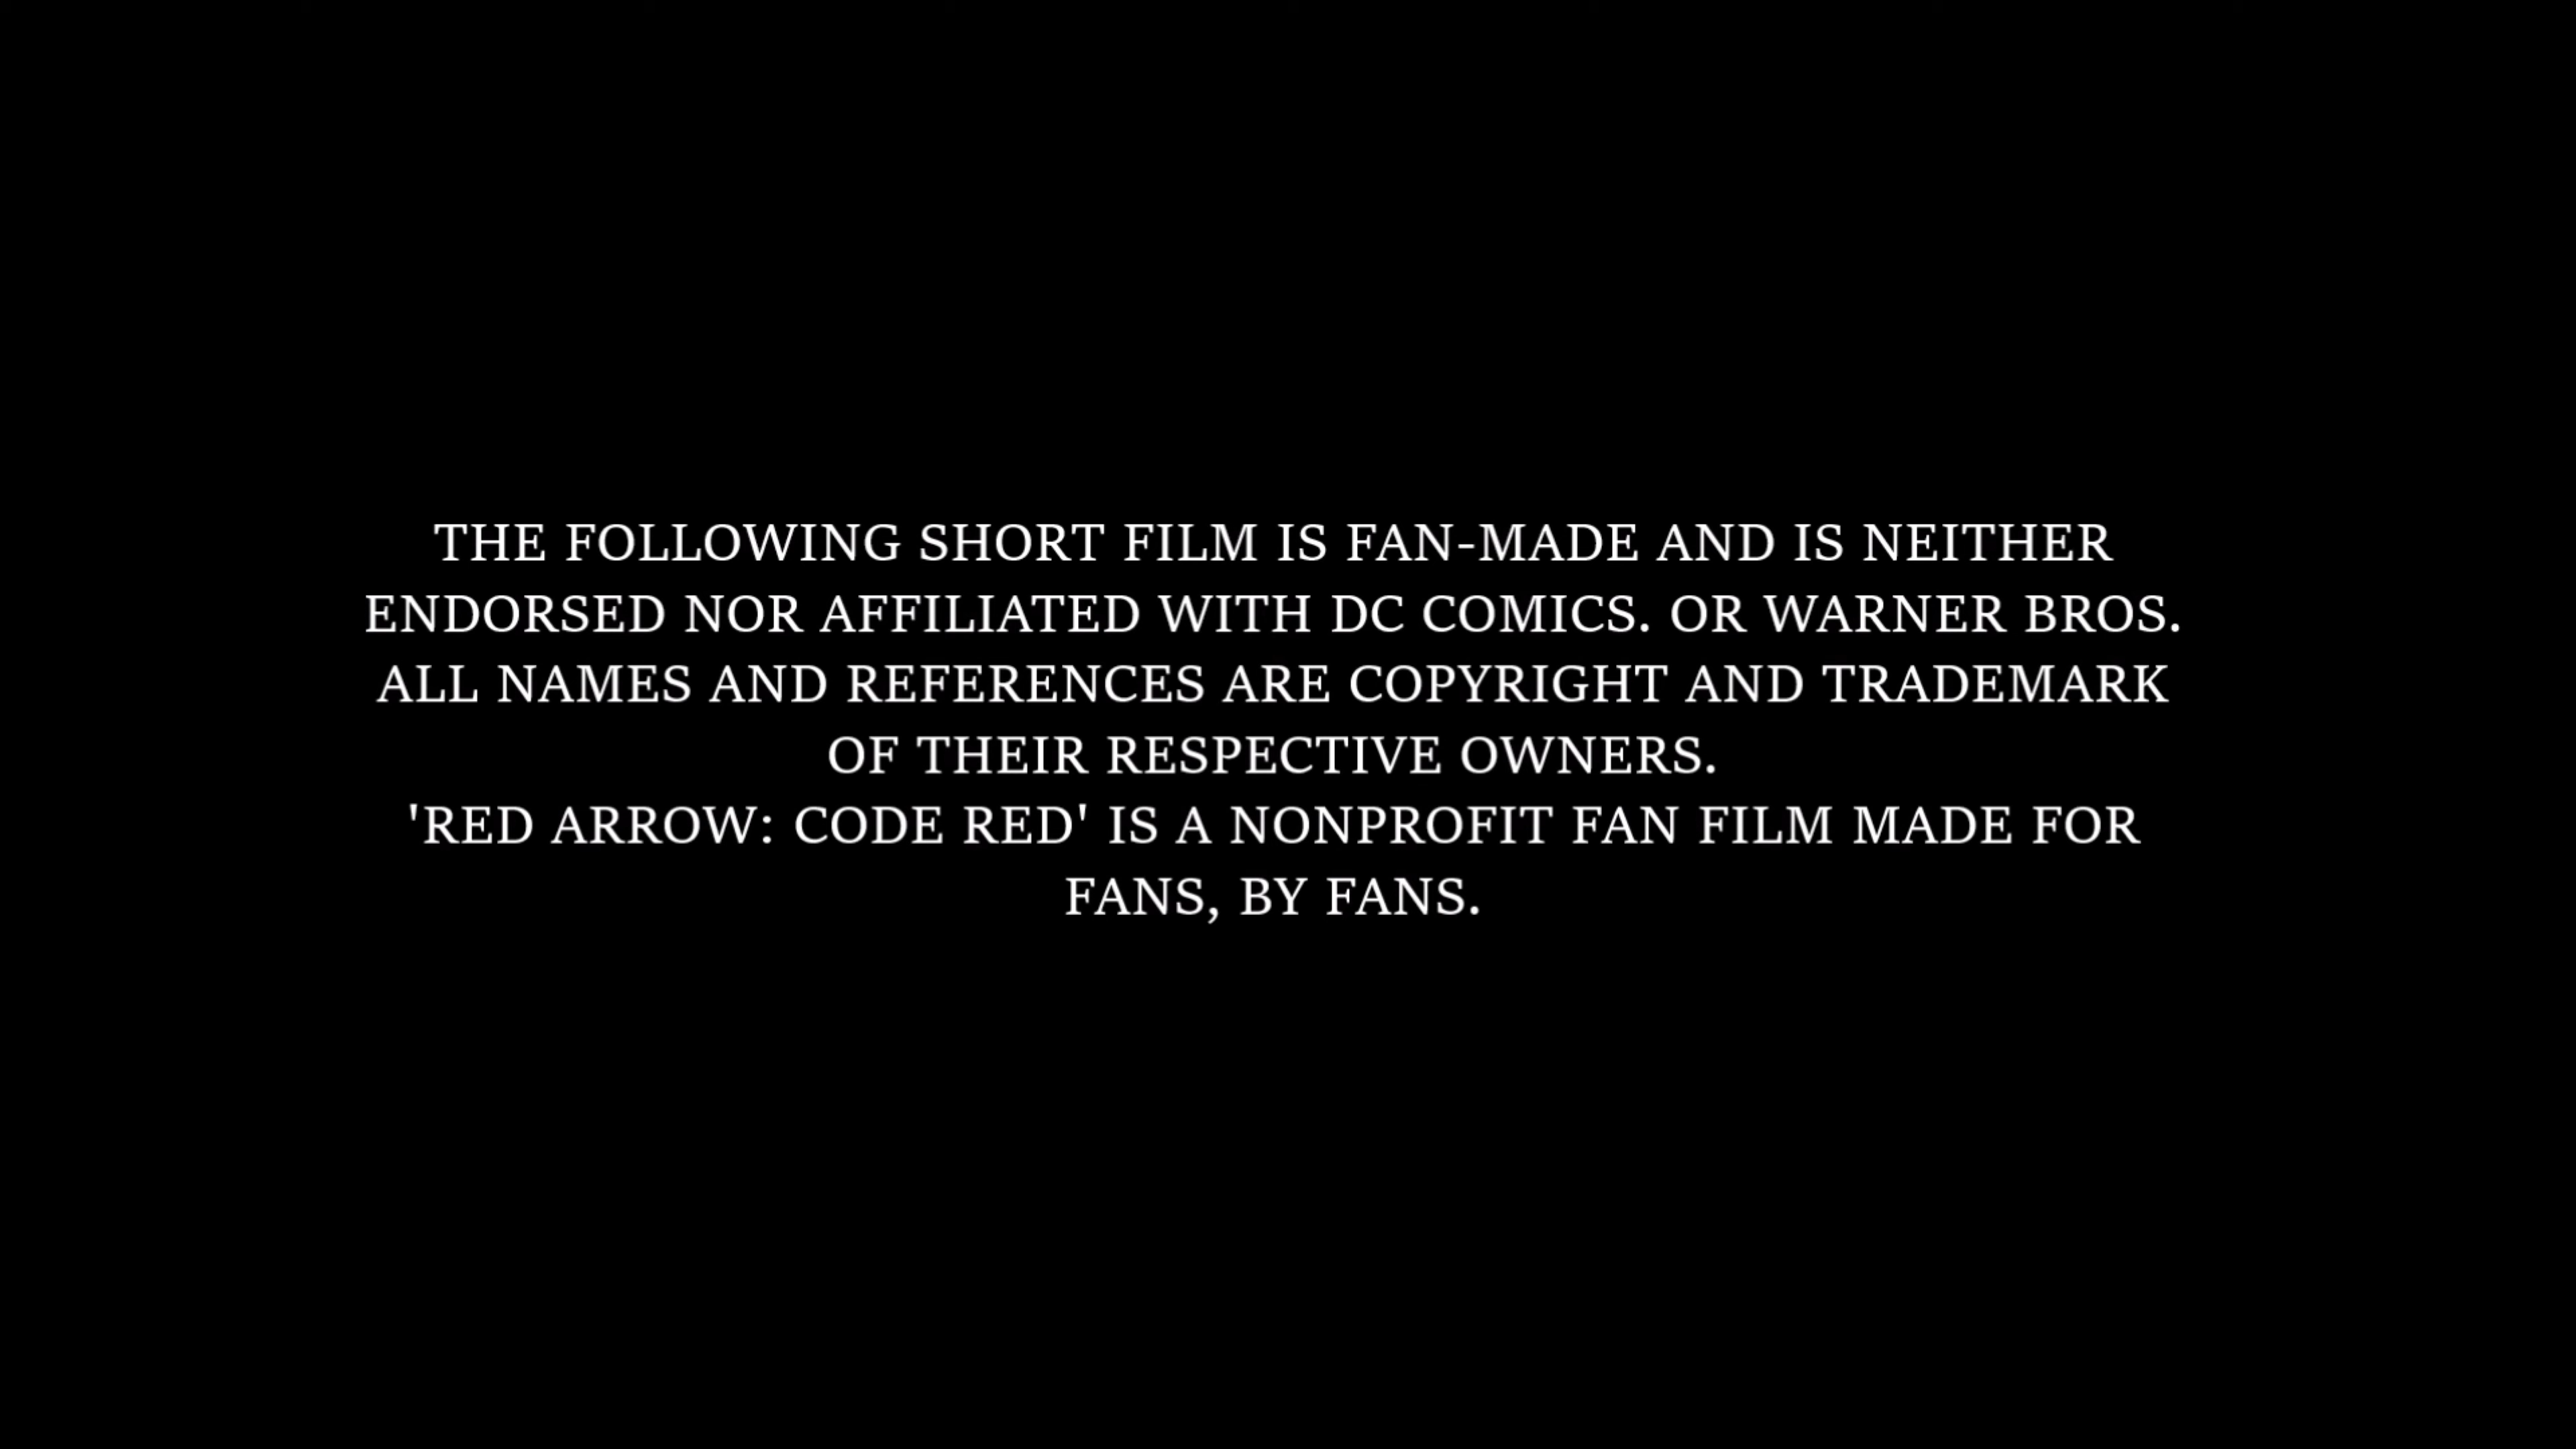 THE FOLLOWING SHORT FILM IS FAN-MADE AND IS NEITHER
ENDORSED NOR AFFILIATED WITH DC COMICS. OR WARNER BROS.
ALL NAMES AND REFERENCES ARE COPYRIGHT AND TRADEMARK
OF THEIR RESPECTIVE OWNERS.
'RED ARROW: CODE RED' IS A NONPROFIT FAN FILM MADE FOR
FANS, BY FANS.